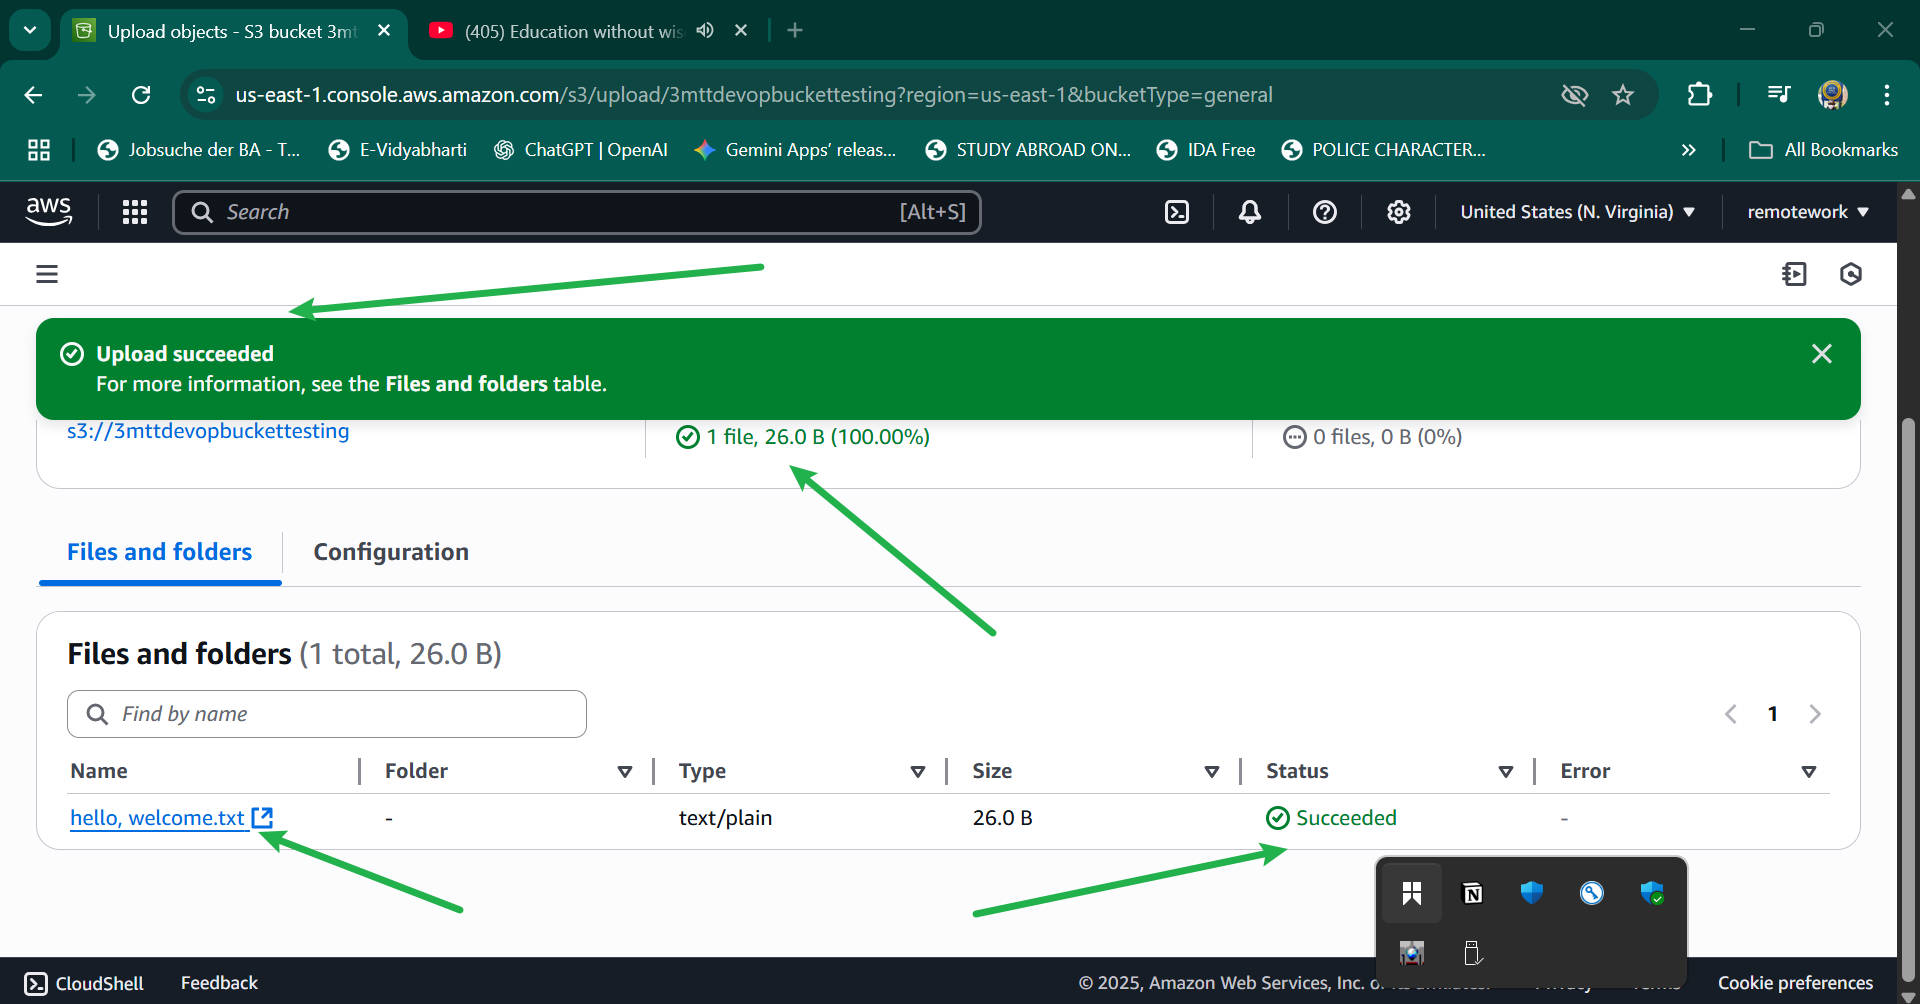 Upload objects - S3 bucket 3mt
(405) Education without wis
us-east-1.console.aws.amazon.com/s3/upload/3mttdevopbuckettesting?region=us-east-1&bucketType=general
Jobsuche der BA - T...
E-Vidyabharti
ChatGPT | OpenAI
Gemini Apps' releas...
STUDY ABROAD ON...
IDA Free
POLICE CHARACTER...
All Bookmarks
aws
Search
[Alt+S]
United States (N. Virginia)
remotework
Upload succeeded
For more information, see the Files and folders table.
s3://3mttdevopbuckettesting
1 file, 26.0 B (100.00%)
0 files, 0 B (0%)
Files and folders
Configuration
Files and folders (1 total, 26.0 B)
Find by name
1
Name Folder Type Size Status Error
hello, welcome.txt - text/plain 26.0 B Succeeded -
CloudShell
Feedback
© 2025, Amazon Web Services, Inc.
Cookie preferences